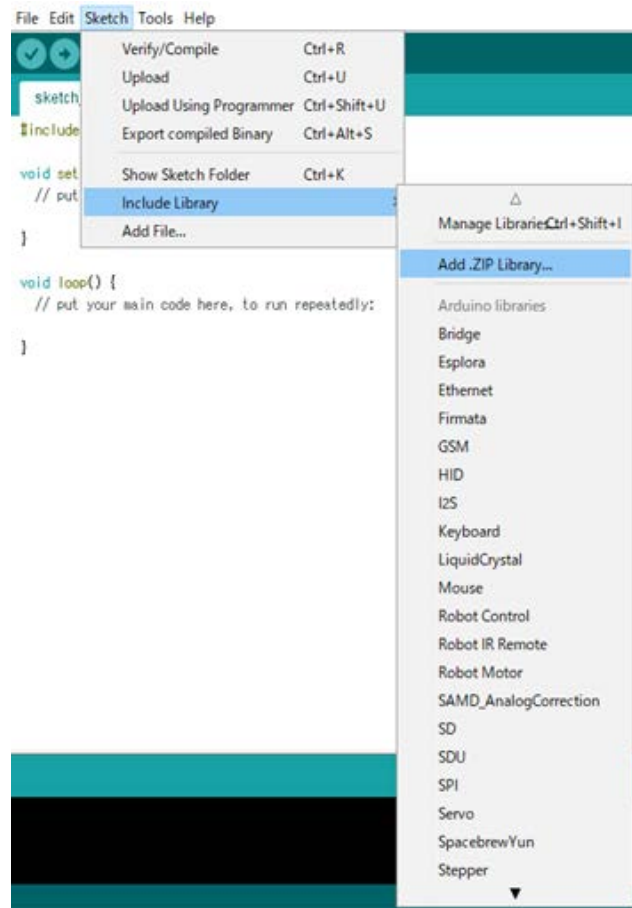 File Edit Sketch Tools Help
Verify/Compile Ctrl+R
Upload Ctrl+U
Upload Using Programmer Ctrl+Shift+U
Export compiled Binary Ctrl+Alt+S
Show Sketch Folder Ctrl+K
Include Library
Add File...
sketch_
#include
void set
// put
}
void loop() {
// put your main code here, to run repeatedly:
}
Manage Libraries Ctrl+Shift+I
Add .ZIP Library...
Arduino libraries
Bridge
Esplora
Ethernet
Firmata
GSM
HID
I2S
Keyboard
LiquidCrystal
Mouse
Robot Control
Robot IR Remote
Robot Motor
SAMD_AnalogCorrection
SD
SDU
SPI
Servo
SpacebrewYun
Stepper